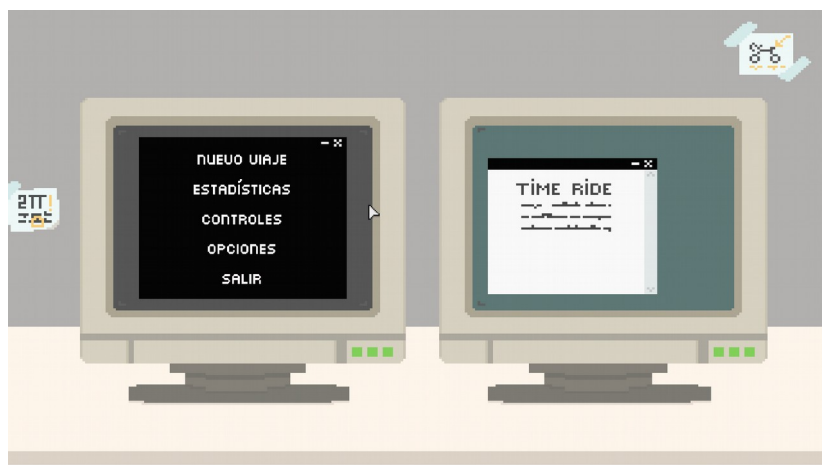 NUEVO VIAJE
ESTADÍSTICAS
CONTROLES
OPCIONES
SALIR
TIME RIDE